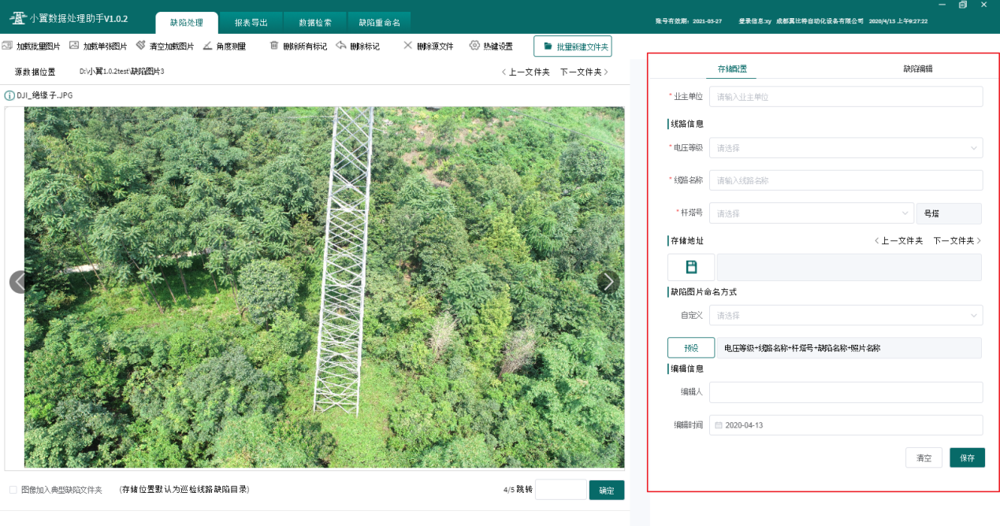 小翼数据处理助手V1.0.2
缺陷处理 报表导出 数据检索 缺陷重命名
账号有效期: 2021-03-27 登录信息:xy 成都翼比特自动化设备有限公司 2020/4/13 上午9:27:22
加载批量图片 加载单张图片 清空加载图片 角度测量 删除所有标记 删除标记 删除源文件 热键设置 批量新建文件夹
源数据位置 D:\小翼1.0.2test\缺陷图片3 上一文件夹 下一文件夹
DJI_绝缘子.JPG
存储配置 缺陷编辑
* 业主单位 请输入业主单位
线路信息
* 电压等级 请选择
* 线路名称 请输入线路名称
* 杆塔号 请选择 号塔
存储地址 上一文件夹 下一文件夹
缺陷图片命名方式
自定义 请选择
预设 电压等级+线路名称+杆塔号+缺陷名称+照片名称
编辑信息
编辑人
编辑时间 2020-04-13
清空 保存
图像加入典型缺陷文件夹 (存储位置默认为巡检线路缺陷目录) 4/5 跳转 确定